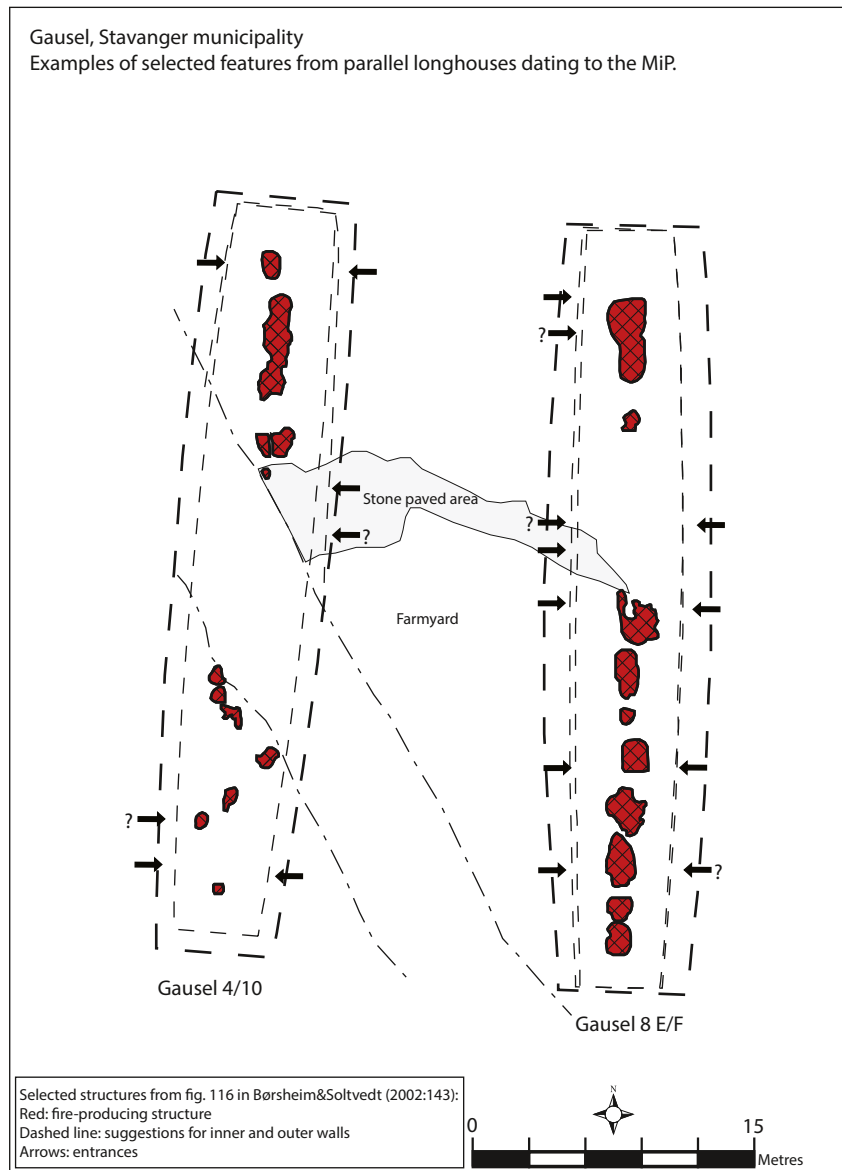 Gausel, Stavanger municipality
Examples of selected features from parallel longhouses dating to the MiP.
?
Stone paved area
?
?
Farmyard
?
?
Gausel 4/10
Gausel 8 E/F
Selected structures from fig. 116 in Børsheim&Soltvedt (2002:143):
Red: fire-producing structure
Dashed line: suggestions for inner and outer walls
Arrows: entrances
N
0
15
Metres